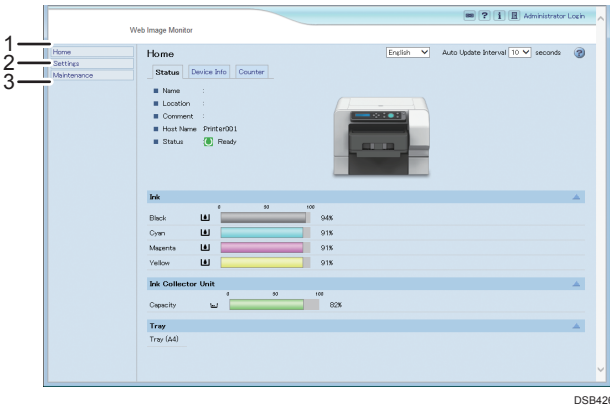 ? i Administrator Login
Web Image Monitor
1
2
3
Home
Settings
Maintenance
Home
English
Auto Update Interval 10 seconds ?
Status Device Info Counter
Name :
Location :
Comment :
Host Name Printer001
Status Ready
Ink
0 50 100
Black 94%
Cyan 91%
Magenta 91%
Yellow 91%
Ink Collector Unit
0 50 100
Capacity 82%
Tray
Tray (A4)
DSB420